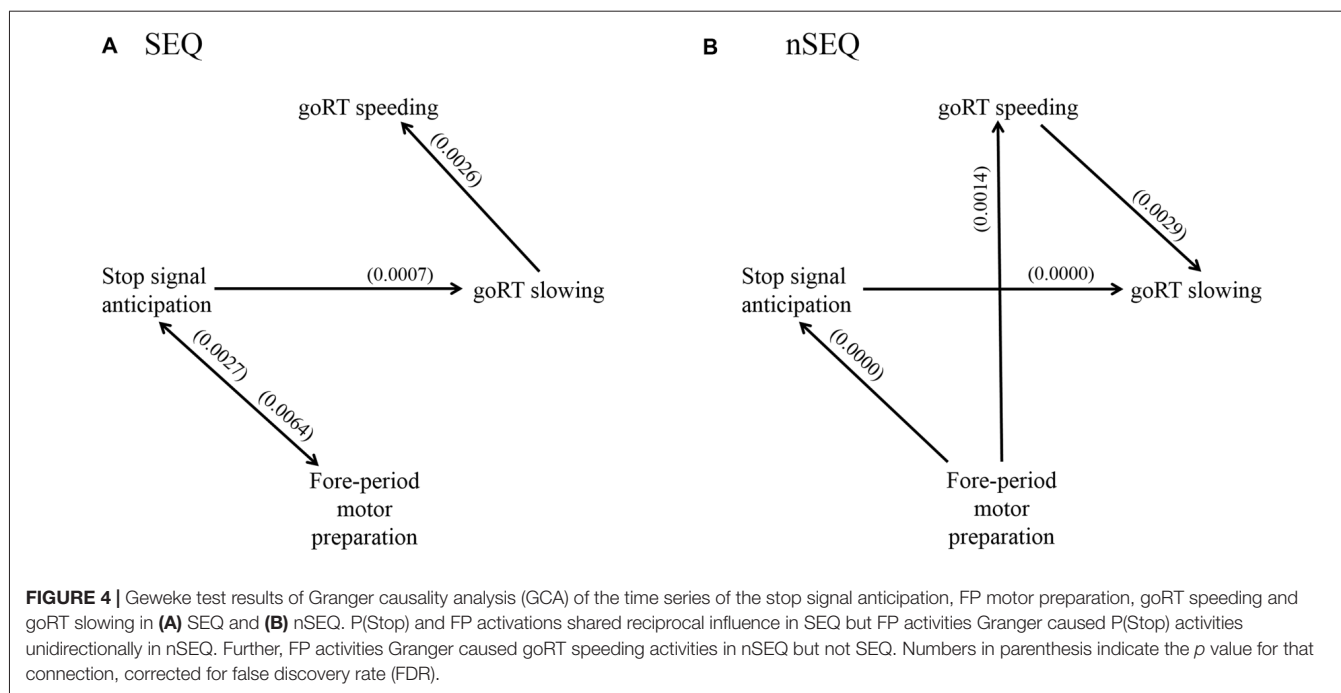 A SEQ
goRT speeding
(0.0026)
Stop signal
anticipation
(0.0007)
goRT slowing
(0.0027)
(0.0064)
Fore-period
motor
preparation
B nSEQ
goRT speeding
(0.0014)
(0.0029)
Stop signal
anticipation
(0.0000)
goRT slowing
(0.0000)
Fore-period
motor
preparation
FIGURE 4 | Geweke test results of Granger causality analysis (GCA) of the time series of the stop signal anticipation, FP motor preparation, goRT speeding and
goRT slowing in (A) SEQ and (B) nSEQ. P(Stop) and FP activations shared reciprocal influence in SEQ but FP activities Granger caused P(Stop) activities
unidirectionally in nSEQ. Further, FP activities Granger caused goRT speeding activities in nSEQ but not SEQ. Numbers in parenthesis indicate the p value for that
connection, corrected for false discovery rate (FDR).